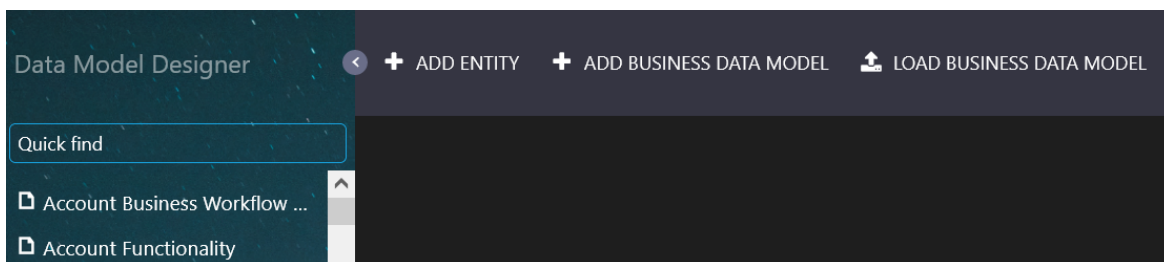 Data Model Designer
ADD ENTITY
ADD BUSINESS DATA MODEL
LOAD BUSINESS DATA MODEL
Quick find
Account Business Workflow ...
Account Functionality